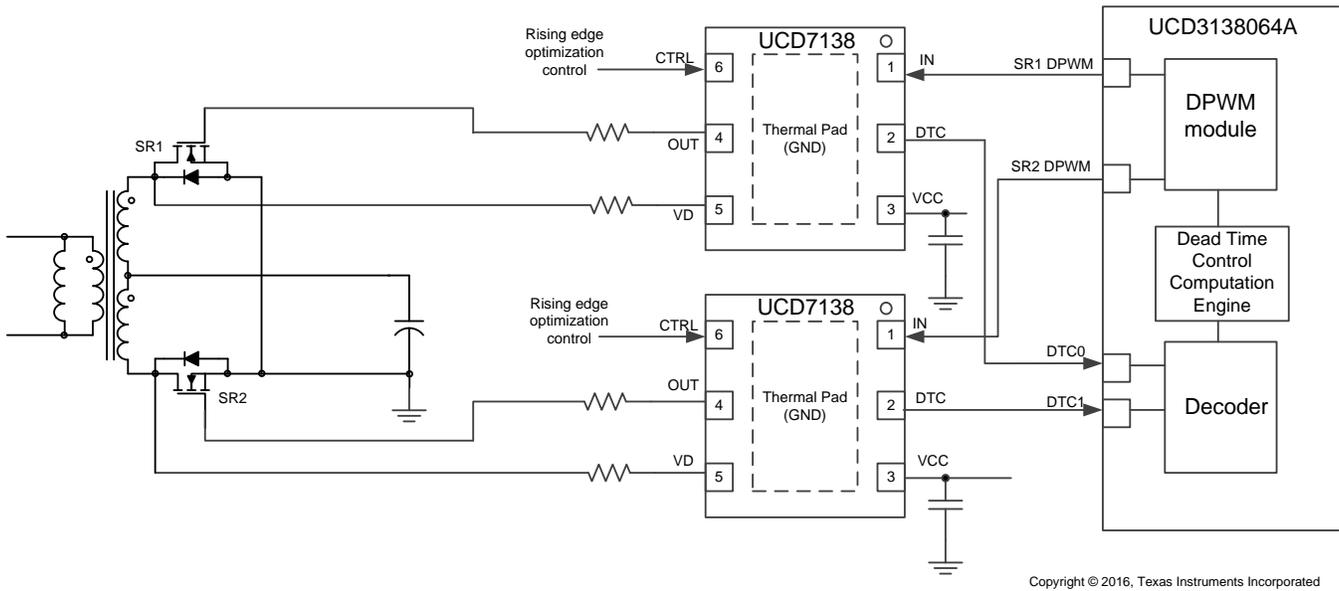 Rising edge
optimization
control
CTRL
6
UCD7138
1
IN
SR1 DPWM
UCD3138064A
DPWM
module
SR1
4
OUT
Thermal Pad
(GND)
2
DTC
SR2 DPWM
5
VD
3
VCC
Dead Time
Control
Computation
Engine
Rising edge
optimization
control
CTRL
6
UCD7138
1
IN
DTC0
SR2
OUT
4
Thermal Pad
(GND)
2
DTC
DTC1
Decoder
VD
5
3
VCC
Copyright © 2016, Texas Instruments Incorporated